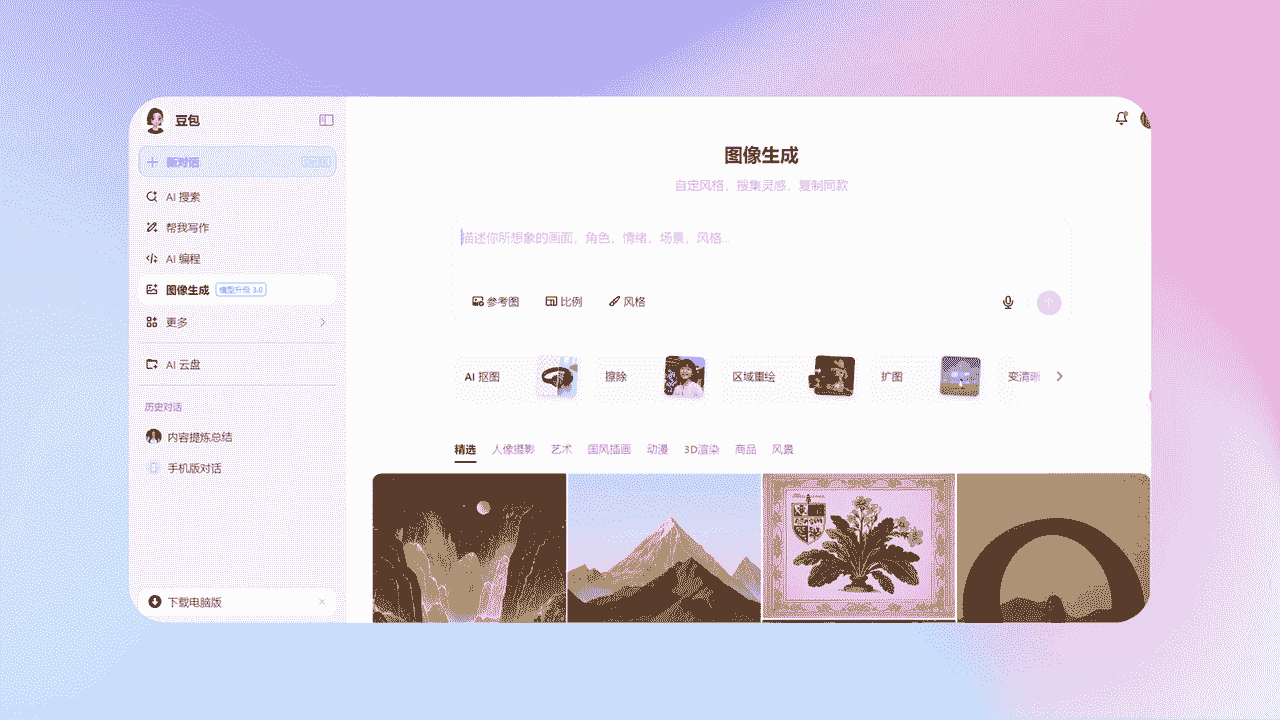 豆包
新对话
AI 搜索
帮我写作
AI 编程
图像生成 模型升级 3.0
更多
AI 云盘
历史对话
内容提炼总结
手机版对话
下载电脑版
图像生成
自定风格，搜集灵感，复制同款
描述你所想象的画面，角色，情绪，场景，风格...
参考图 比例 风格
AI 抠图 擦除 区域重绘 扩图 变清晰
精选 人像摄影 艺术 国风插画 动漫 3D渲染 商品 风景